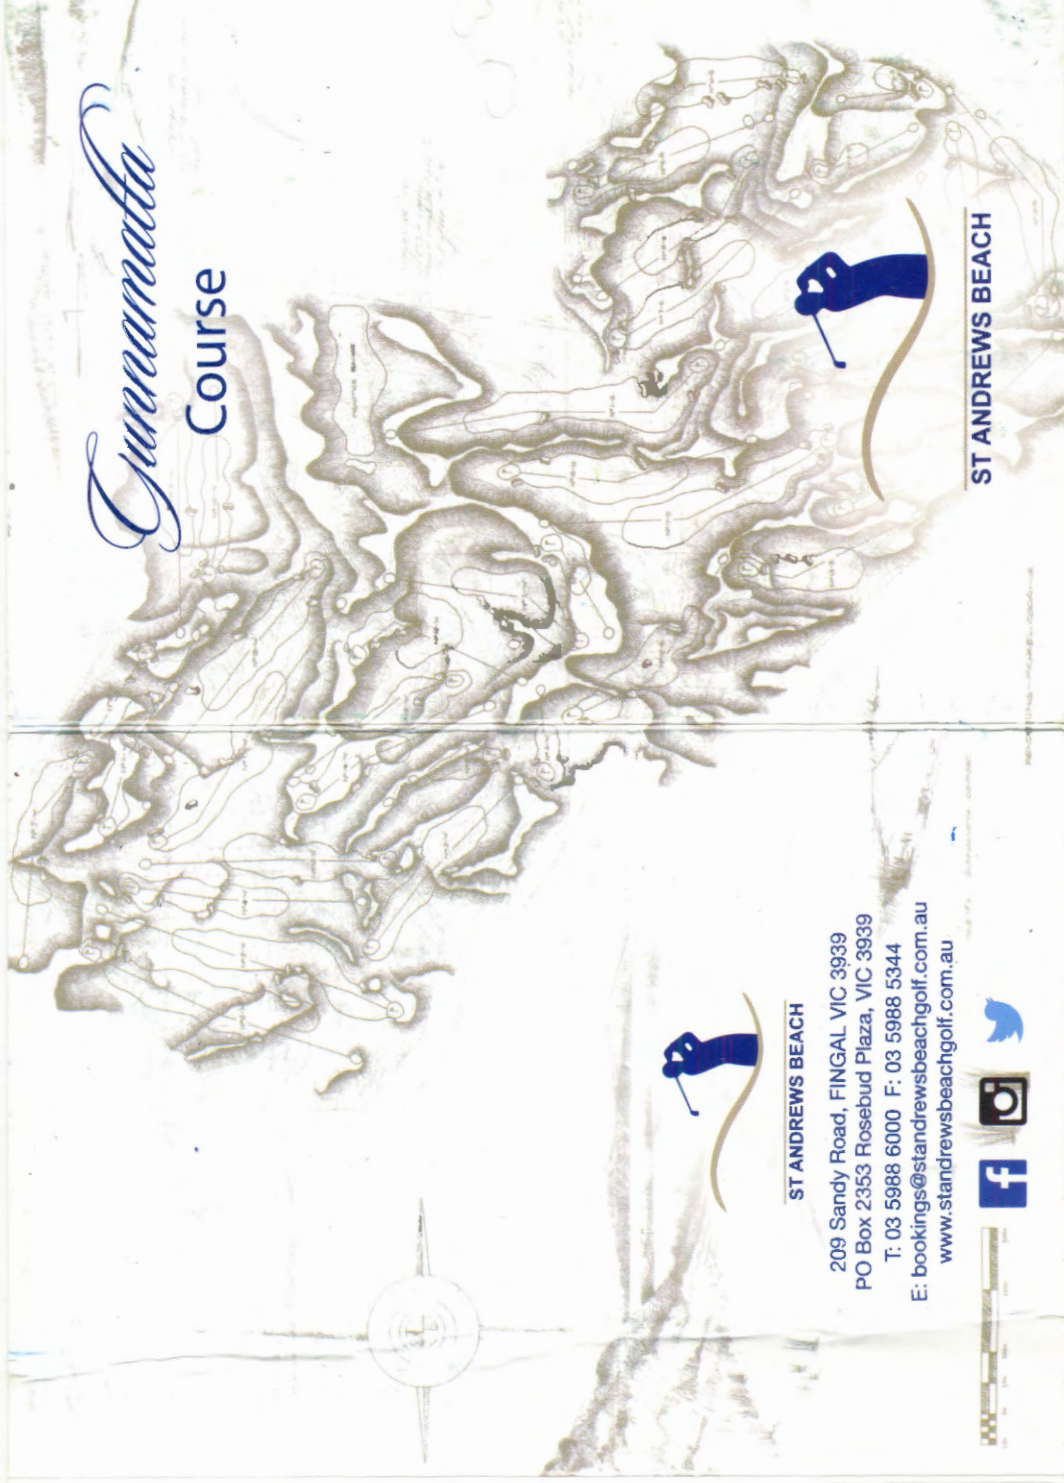 Gunnamatta
Course
ST ANDREWS BEACH
ST ANDREWS BEACH
209 Sandy Road, FINGAL VIC 3939
PO Box 2353 Rosebud Plaza, VIC 3939
T: 03 5988 6000 F: 03 5988 5344
E: bookings@standrewsbeachgolf.com.au
www.standrewsbeachgolf.com.au